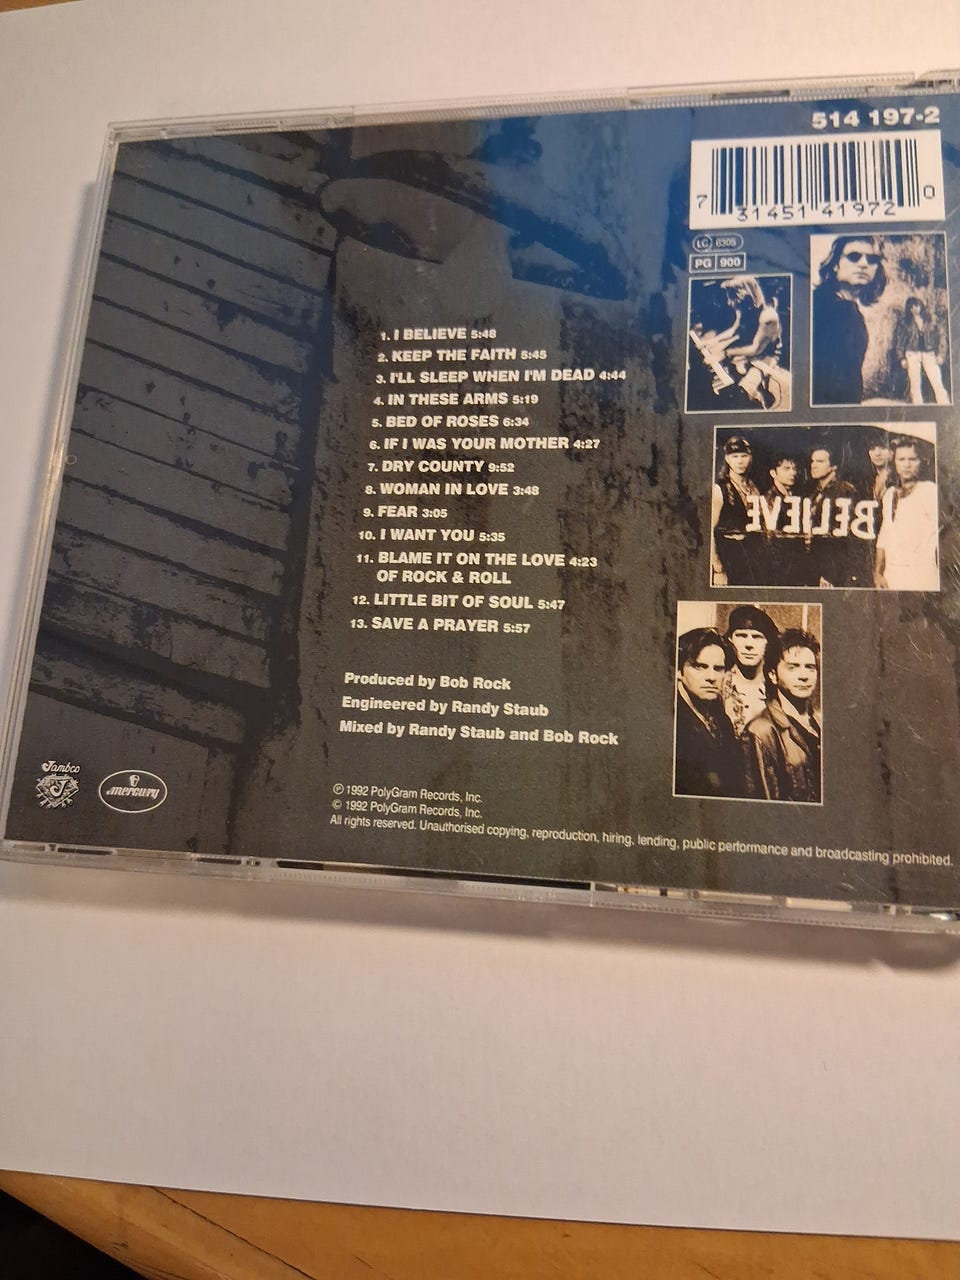 514 197-2
7 31451 41972 0
LC 6305
PG 900
1. I BELIEVE 5:48
2. KEEP THE FAITH 5:45
3. I'LL SLEEP WHEN I'M DEAD 4:44
4. IN THESE ARMS 5:19
5. BED OF ROSES 6:34
6. IF I WAS YOUR MOTHER 4:27
7. DRY COUNTY 9:52
8. WOMAN IN LOVE 3:48
9. FEAR 3:05
10. I WANT YOU 5:35
11. BLAME IT ON THE LOVE 4:23
OF ROCK & ROLL
12. LITTLE BIT OF SOUL 5:47
13. SAVE A PRAYER 5:57
I BELIEVE
Produced by Bob Rock
Engineered by Randy Staub
Mixed by Randy Staub and Bob Rock
Jambco
J
mercury
℗ 1992 PolyGram Records, Inc.
© 1992 PolyGram Records, Inc.
All rights reserved. Unauthorised copying, reproduction, hiring, lending, public performance and broadcasting prohibited.